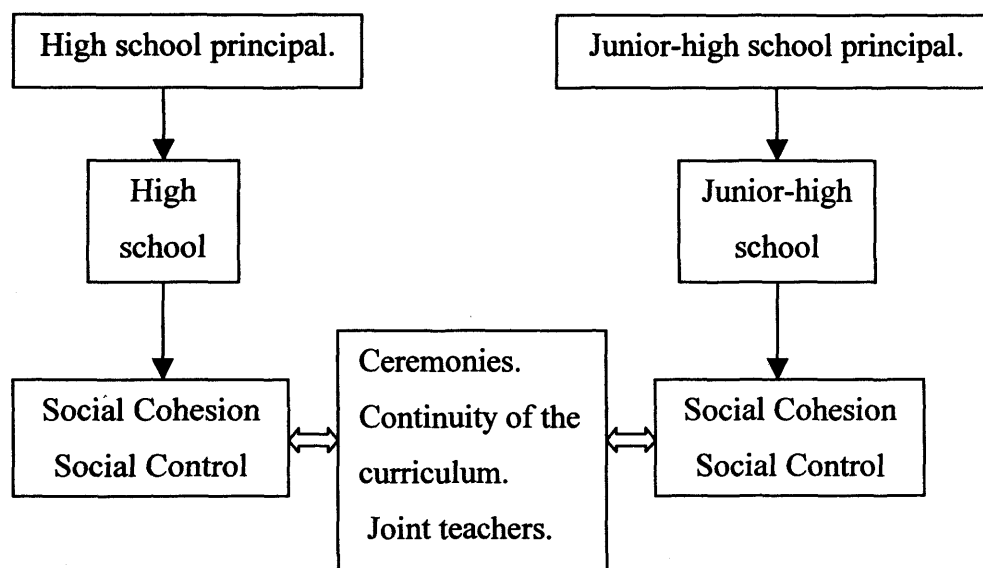 High school principal.
Junior-high school principal.
High
school
Junior-high
school
Social Cohesion
Social Control
Ceremonies.
Continuity of the
curriculum.
Joint teachers.
Social Cohesion
Social Control